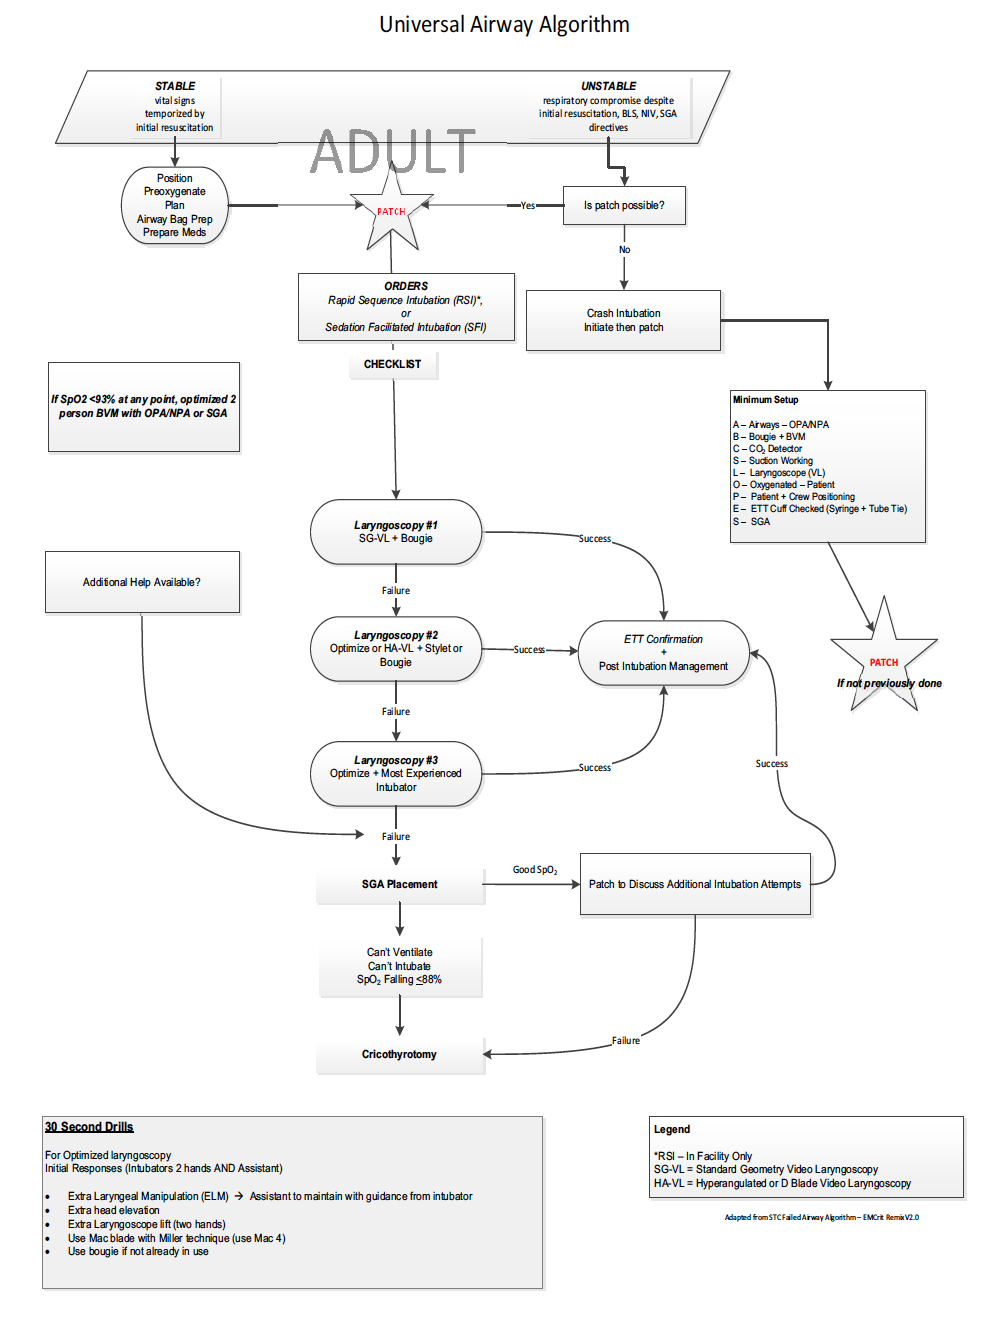 Universal Airway Algorithm
STABLE
vital signs
temporized by
initial resuscitation
UNSTABLE
respiratory compromise despite
initial resuscitation, BLS, NIV, SGA
directives
ADULT
Position
Preoxygenate
Plan
Airway Bag Prep
Prepare Meds
PATCH
Yes
Is patch possible?
No
ORDERS
Rapid Sequence Intubation (RSI)*,
or
Sedation Facilitated Intubation (SFI)
Crash Intubation
Initiate then patch
CHECKLIST
If SpO2 <93% at any point, optimized 2
person BVM with OPA/NPA or SGA
Minimum Setup
A – Airways – OPA/NPA
B – Bougie + BVM
C – CO₂ Detector
S – Suction Working
L – Laryngoscope (VL)
O – Oxygenated – Patient
P – Patient + Crew Positioning
E – ETT Cuff Checked (Syringe + Tube Tie)
S – SGA
Laryngoscopy #1
SG-VL + Bougie
Success
Failure
Additional Help Available?
Laryngoscopy #2
Optimize or HA-VL + Stylet or
Bougie
Success
ETT Confirmation
+
Post Intubation Management
PATCH
If not previously done
Failure
Laryngoscopy #3
Optimize + Most Experienced
Intubator
Success
Success
Failure
SGA Placement
Good SpO₂
Patch to Discuss Additional Intubation Attempts
Can't Ventilate
Can't Intubate
SpO₂ Falling ≤88%
Failure
Cricothyrotomy
30 Second Drills
For Optimized laryngoscopy
Initial Responses (Intubators 2 hands AND Assistant)
• Extra Laryngeal Manipulation (ELM) → Assistant to maintain with guidance from intubator
• Extra head elevation
• Extra Laryngoscope lift (two hands)
• Use Mac blade with Miller technique (use Mac 4)
• Use bougie if not already in use
Legend
*RSI – In Facility Only
SG-VL = Standard Geometry Video Laryngoscopy
HA-VL = Hyperangulated or D Blade Video Laryngoscopy
Adapted from STC Failed Airway Algorithm – EMCrit Remix V2.0